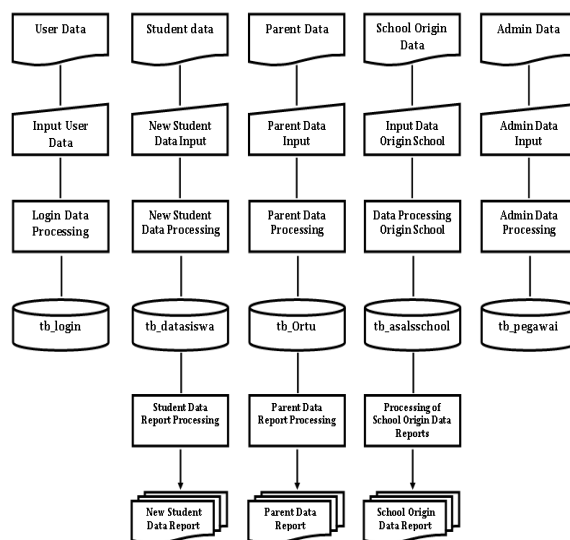 User Data
Student data
Parent Data
School Origin
Data
Admin Data
Input User
Data
New Student
Data Input
Parent Data
Input
Input Data
Origin School
Admin Data
Input
Login Data
Processing
New Student
Data Processing
Parent Data
Processing
Data Processing
Origin School
Admin Data
Processing
tb_login
tb_datasiswa
tb_Ortu
tb_asalsschool
tb_pegawai
Student Data
Report Processing
Parent Data
Report Processing
Processing of
School Origin Data
Reports
New Student
Data Report
Parent Data
Report
School Origin
Data Report